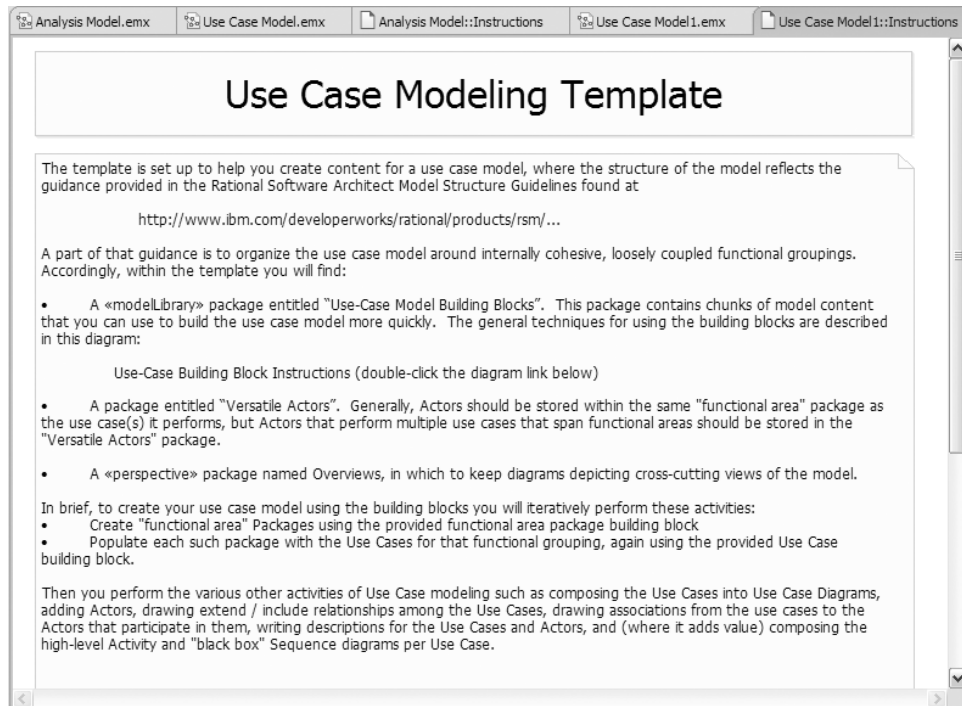 Analysis Model.emx Use Case Model.emx Analysis Model::Instructions Use Case Model1.emx Use Case Model1::Instructions
Use Case Modeling Template
The template is set up to help you create content for a use case model, where the structure of the model reflects the
guidance provided in the Rational Software Architect Model Structure Guidelines found at
http://www.ibm.com/developerworks/rational/products/rsm/...
A part of that guidance is to organize the use case model around internally cohesive, loosely coupled functional groupings.
Accordingly, within the template you will find:
• A «modelLibrary» package entitled “Use-Case Model Building Blocks”. This package contains chunks of model content
that you can use to build the use case model more quickly. The general techniques for using the building blocks are described
in this diagram:
Use-Case Building Block Instructions (double-click the diagram link below)
• A package entitled “Versatile Actors”. Generally, Actors should be stored within the same "functional area" package as
the use case(s) it performs, but Actors that perform multiple use cases that span functional areas should be stored in the
"Versatile Actors" package.
• A «perspective» package named Overviews, in which to keep diagrams depicting cross-cutting views of the model.
In brief, to create your use case model using the building blocks you will iteratively perform these activities:
• Create "functional area" Packages using the provided functional area package building block
• Populate each such package with the Use Cases for that functional grouping, again using the provided Use Case
building block.
Then you perform the various other activities of Use Case modeling such as composing the Use Cases into Use Case Diagrams,
adding Actors, drawing extend / include relationships among the Use Cases, drawing associations from the use cases to the
Actors that participate in them, writing descriptions for the Use Cases and Actors, and (where it adds value) composing the
high-level Activity and "black box" Sequence diagrams per Use Case.